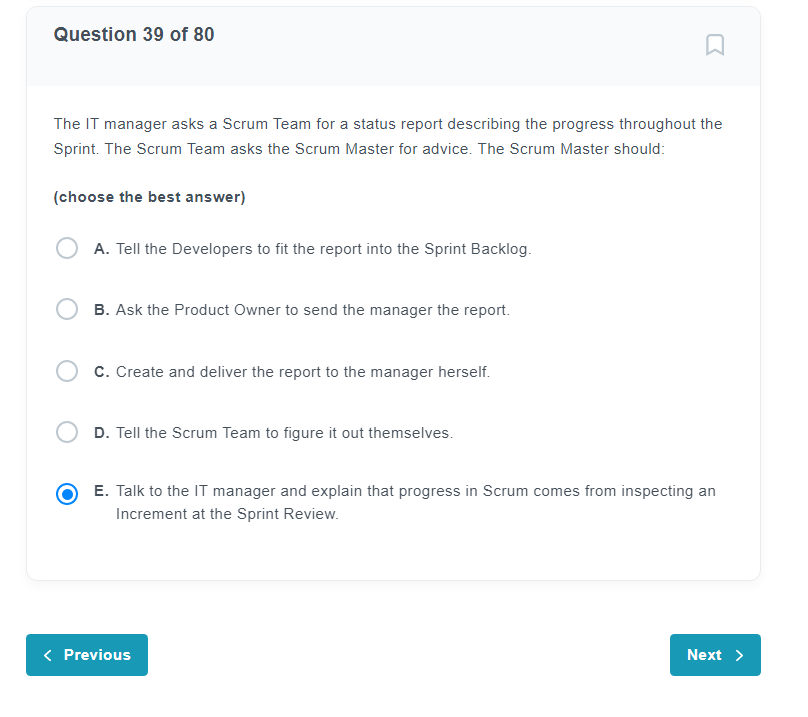 Question 39 of 80
The IT manager asks a Scrum Team for a status report describing the progress throughout the
Sprint. The Scrum Team asks the Scrum Master for advice. The Scrum Master should:
(choose the best answer)
A. Tell the Developers to fit the report into the Sprint Backlog.
B. Ask the Product Owner to send the manager the report.
C. Create and deliver the report to the manager herself.
D. Tell the Scrum Team to figure it out themselves.
E. Talk to the IT manager and explain that progress in Scrum comes from inspecting an
Increment at the Sprint Review.
Previous
Next